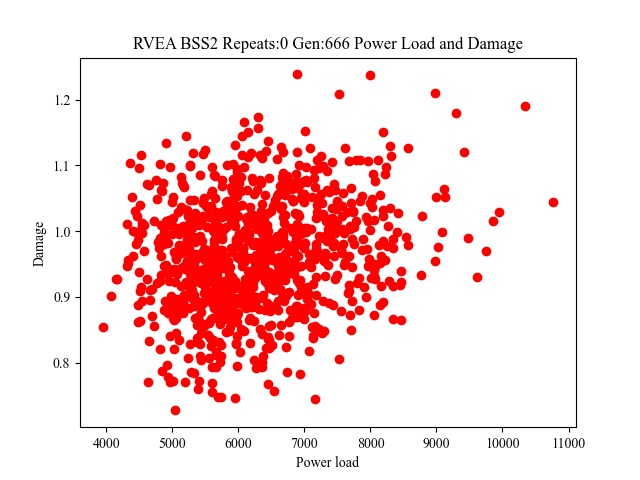 RVEA BSS2 Repeats:0 Gen:666 Power Load and Damage
1.2
1.1
1.0
0.9
0.8
Damage
4000 5000 6000 7000 8000 9000 10000 11000
Power load